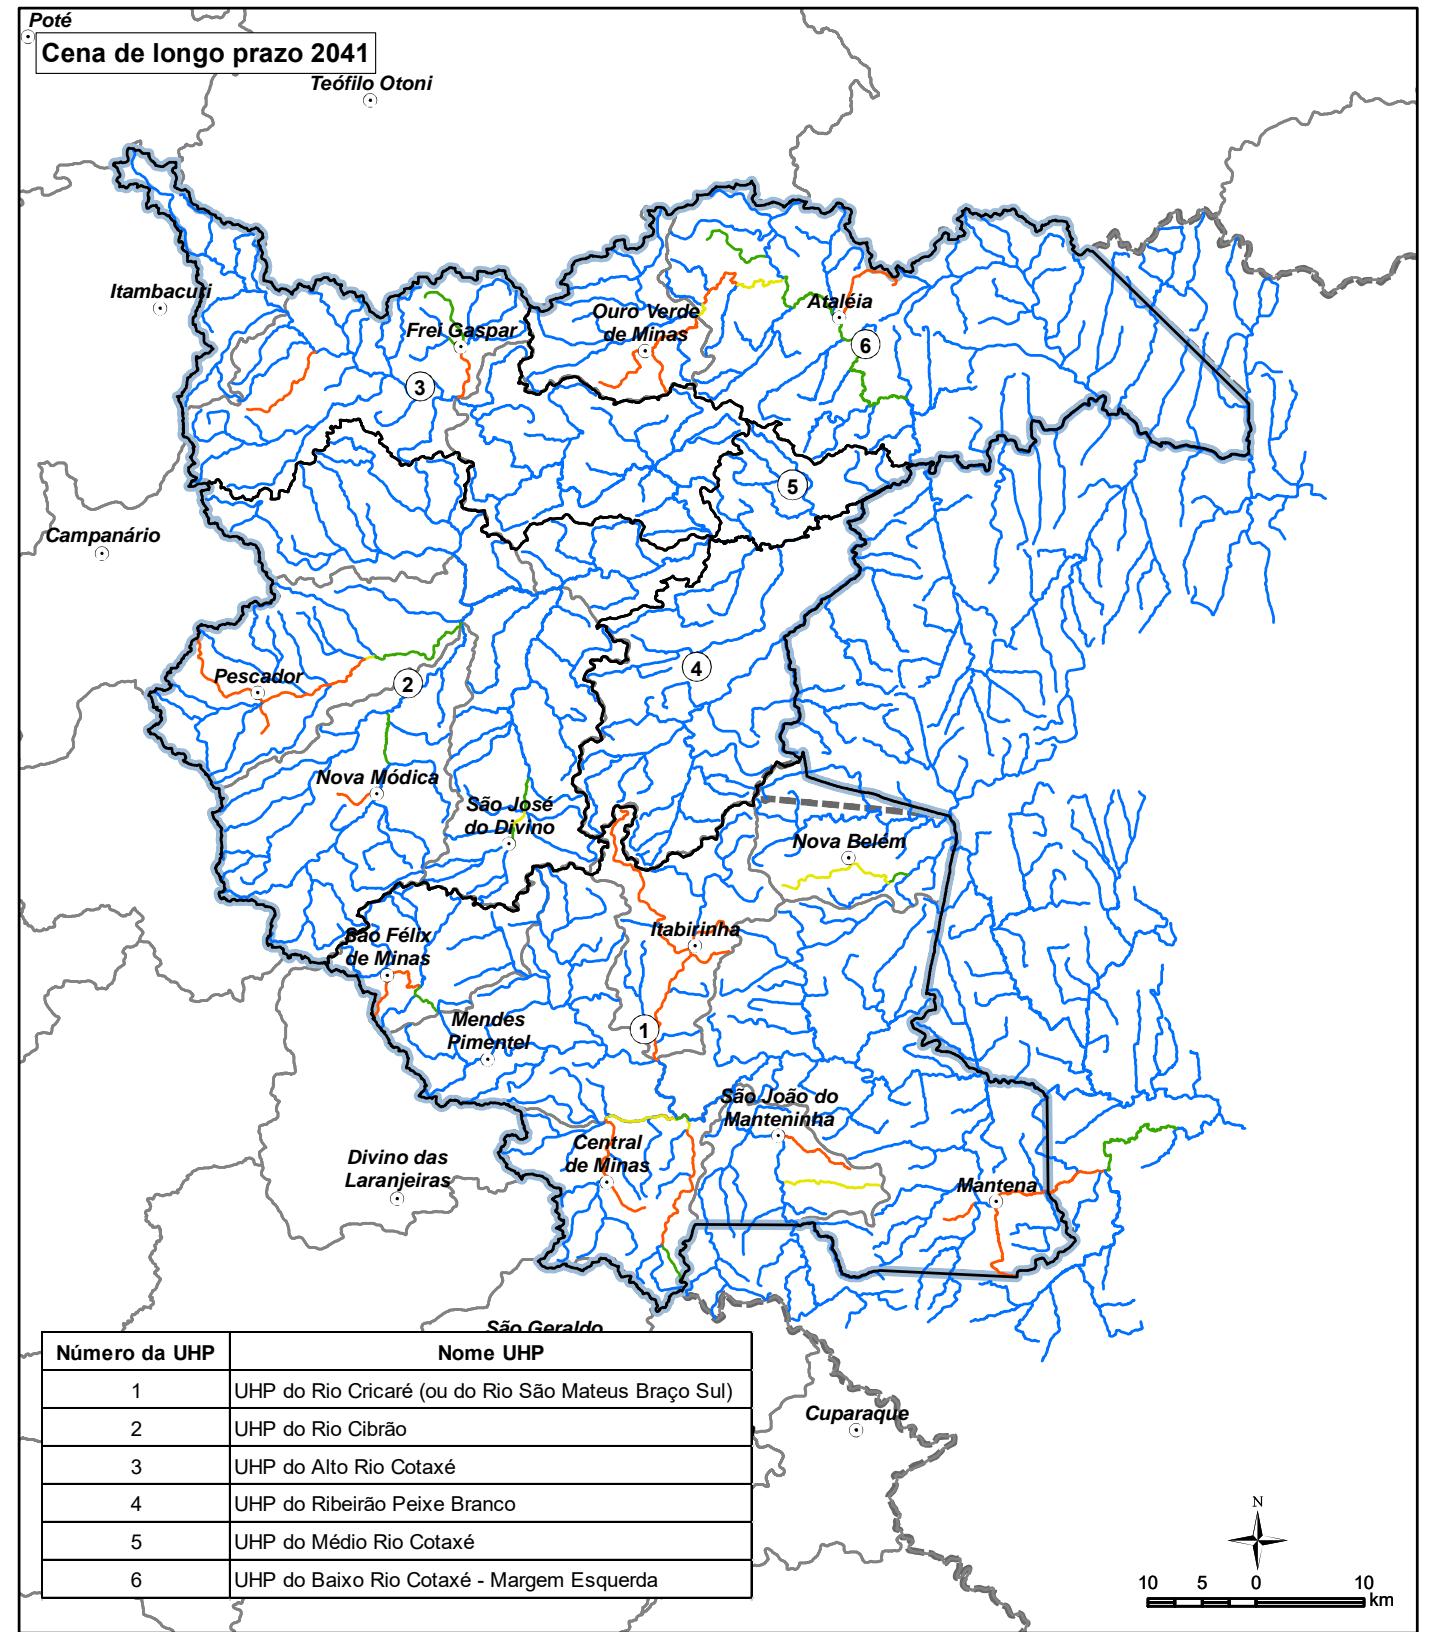 Poté
Cena de longo prazo 2041
Teófilo Otoni
Itambacuri
Frei Gaspar
Ouro Verde
de Minas
Ataléia
6
3
5
Campanário
4
Pescador
2
Nova Módica
São José
do Divino
Nova Belém
Itabirinha
São Félix
de Minas
Mendes
Pimentel
1
São João do
Manteninha
Central
de Minas
Divino das
Laranjeiras
Mantena
São Geraldo
Número da UHP Nome UHP
1 UHP do Rio Cricaré (ou do Rio São Mateus Braço Sul)
2 UHP do Rio Cibrão
3 UHP do Alto Rio Cotaxé
4 UHP do Ribeirão Peixe Branco
5 UHP do Médio Rio Cotaxé
6 UHP do Baixo Rio Cotaxé - Margem Esquerda
Cuparaque
N
10 5 0 10
km